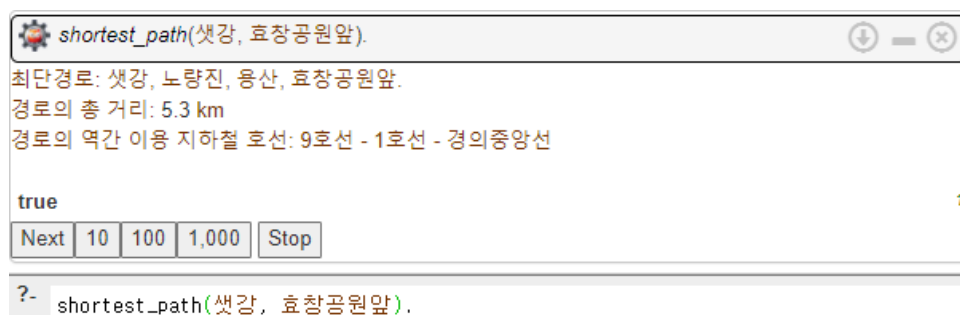 shortest_path(샛강, 효창공원앞).
최단경로: 샛강, 노량진, 용산, 효창공원앞.
경로의 총 거리: 5.3 km
경로의 역간 이용 지하철 호선: 9호선 - 1호선 - 경의중앙선
true
Next 10 100 1,000 Stop
?- shortest_path(샛강, 효창공원앞).